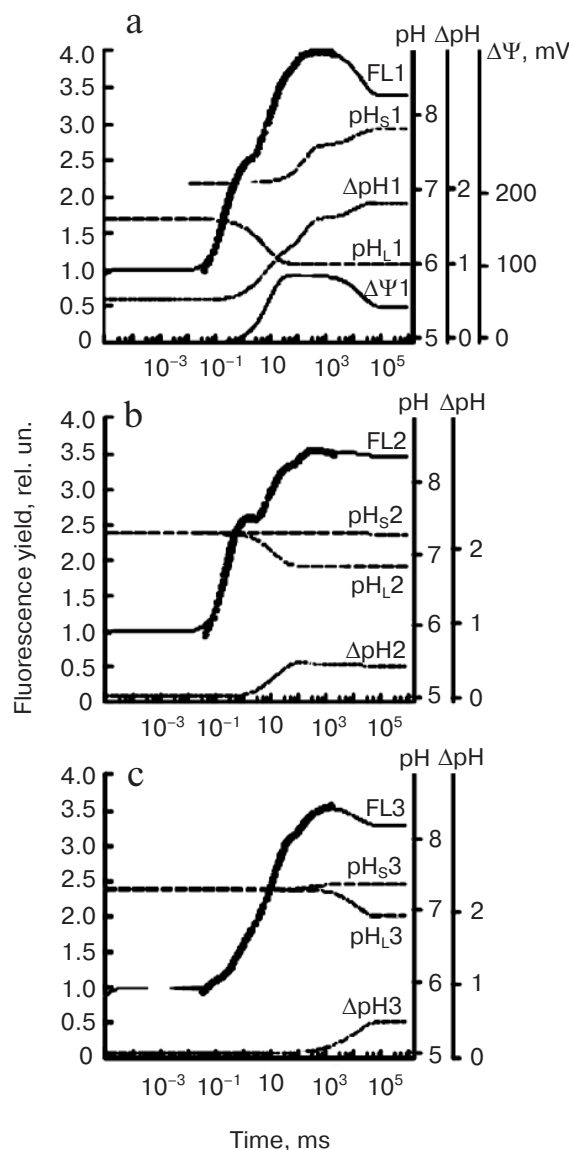 a
pH ΔpH
ΔΨ, mV
4.0
3.5
3.0
2.5
2.0
1.5
1.0
0.5
0
FL1
pH_S1
ΔpH1
pH_L1
ΔΨ1
8
7
6
5
2
1
0
200
100
0
10⁻³ 10⁻¹ 10 10³ 10⁵
b
pH ΔpH
4.0
3.5
3.0
2.5
2.0
1.5
1.0
0.5
0
FL2
pH_S2
pH_L2
ΔpH2
8
7
6
5
2
1
0
10⁻³ 10⁻¹ 10 10³ 10⁵
Fluorescence yield, rel. un.
c
pH ΔpH
4.0
3.5
3.0
2.5
2.0
1.5
1.0
0.5
0
FL3
pH_S3
pH_L3
ΔpH3
8
7
6
5
2
1
0
10⁻³ 10⁻¹ 10 10³ 10⁵
Time, ms